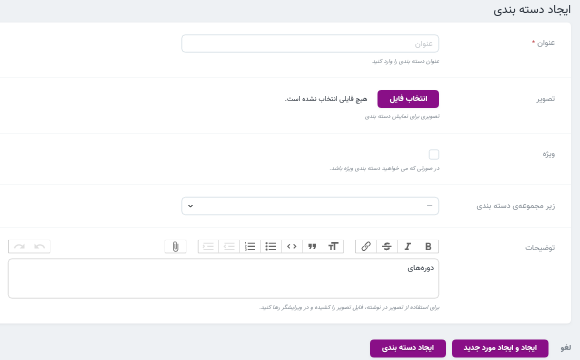 ایجاد دسته بندی
عنوان *
عنوان
عنوان دسته بندی را وارد کنید.
تصویر
انتخاب فایل هیچ فایلی انتخاب نشده است.
تصویری برای نمایش دسته بندی
ویژه
در صورتی که می خواهید دسته بندی ویژه باشد.
زیر مجموعه‌ی دسته بندی
--
توضیحات
B I S
دوره‌های
برای استفاده از تصویر در نوشته، فایل تصویر را کشیده و در ویرایشگر رها کنید.
لغو ایجاد و ایجاد مورد جدید ایجاد دسته بندی